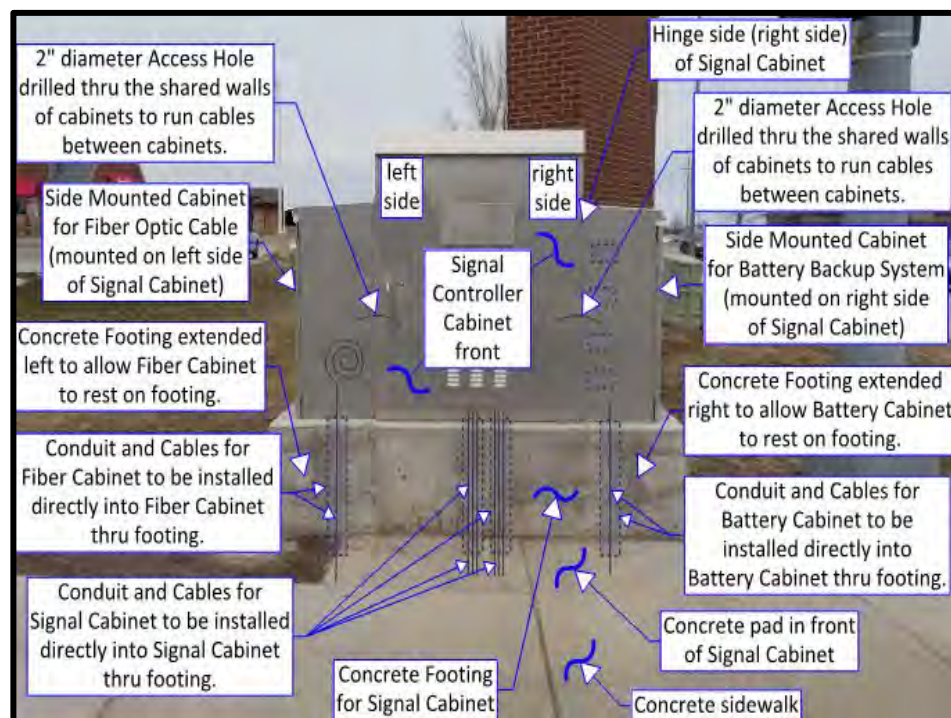 2" diameter Access Hole
drilled thru the shared walls
of cabinets to run cables
between cabinets.
Hinge side (right side)
of Signal Cabinet
2" diameter Access Hole
drilled thru the shared walls
of cabinets to run cables
between cabinets.
left
side
right
side
Side Mounted Cabinet
for Fiber Optic Cable
(mounted on left side
of Signal Cabinet)
Signal
Controller
Cabinet
front
Side Mounted Cabinet
for Battery Backup System
(mounted on right side
of Signal Cabinet)
Concrete Footing extended
left to allow Fiber Cabinet
to rest on footing.
Concrete Footing extended
right to allow Battery Cabinet
to rest on footing.
Conduit and Cables for
Fiber Cabinet to be installed
directly into Fiber Cabinet
thru footing.
Conduit and Cables for
Battery Cabinet to be
installed directly into
Battery Cabinet thru footing.
Conduit and Cables for
Signal Cabinet to be installed
directly into Signal Cabinet
thru footing.
Concrete Footing
for Signal Cabinet
Concrete pad in front
of Signal Cabinet
Concrete sidewalk